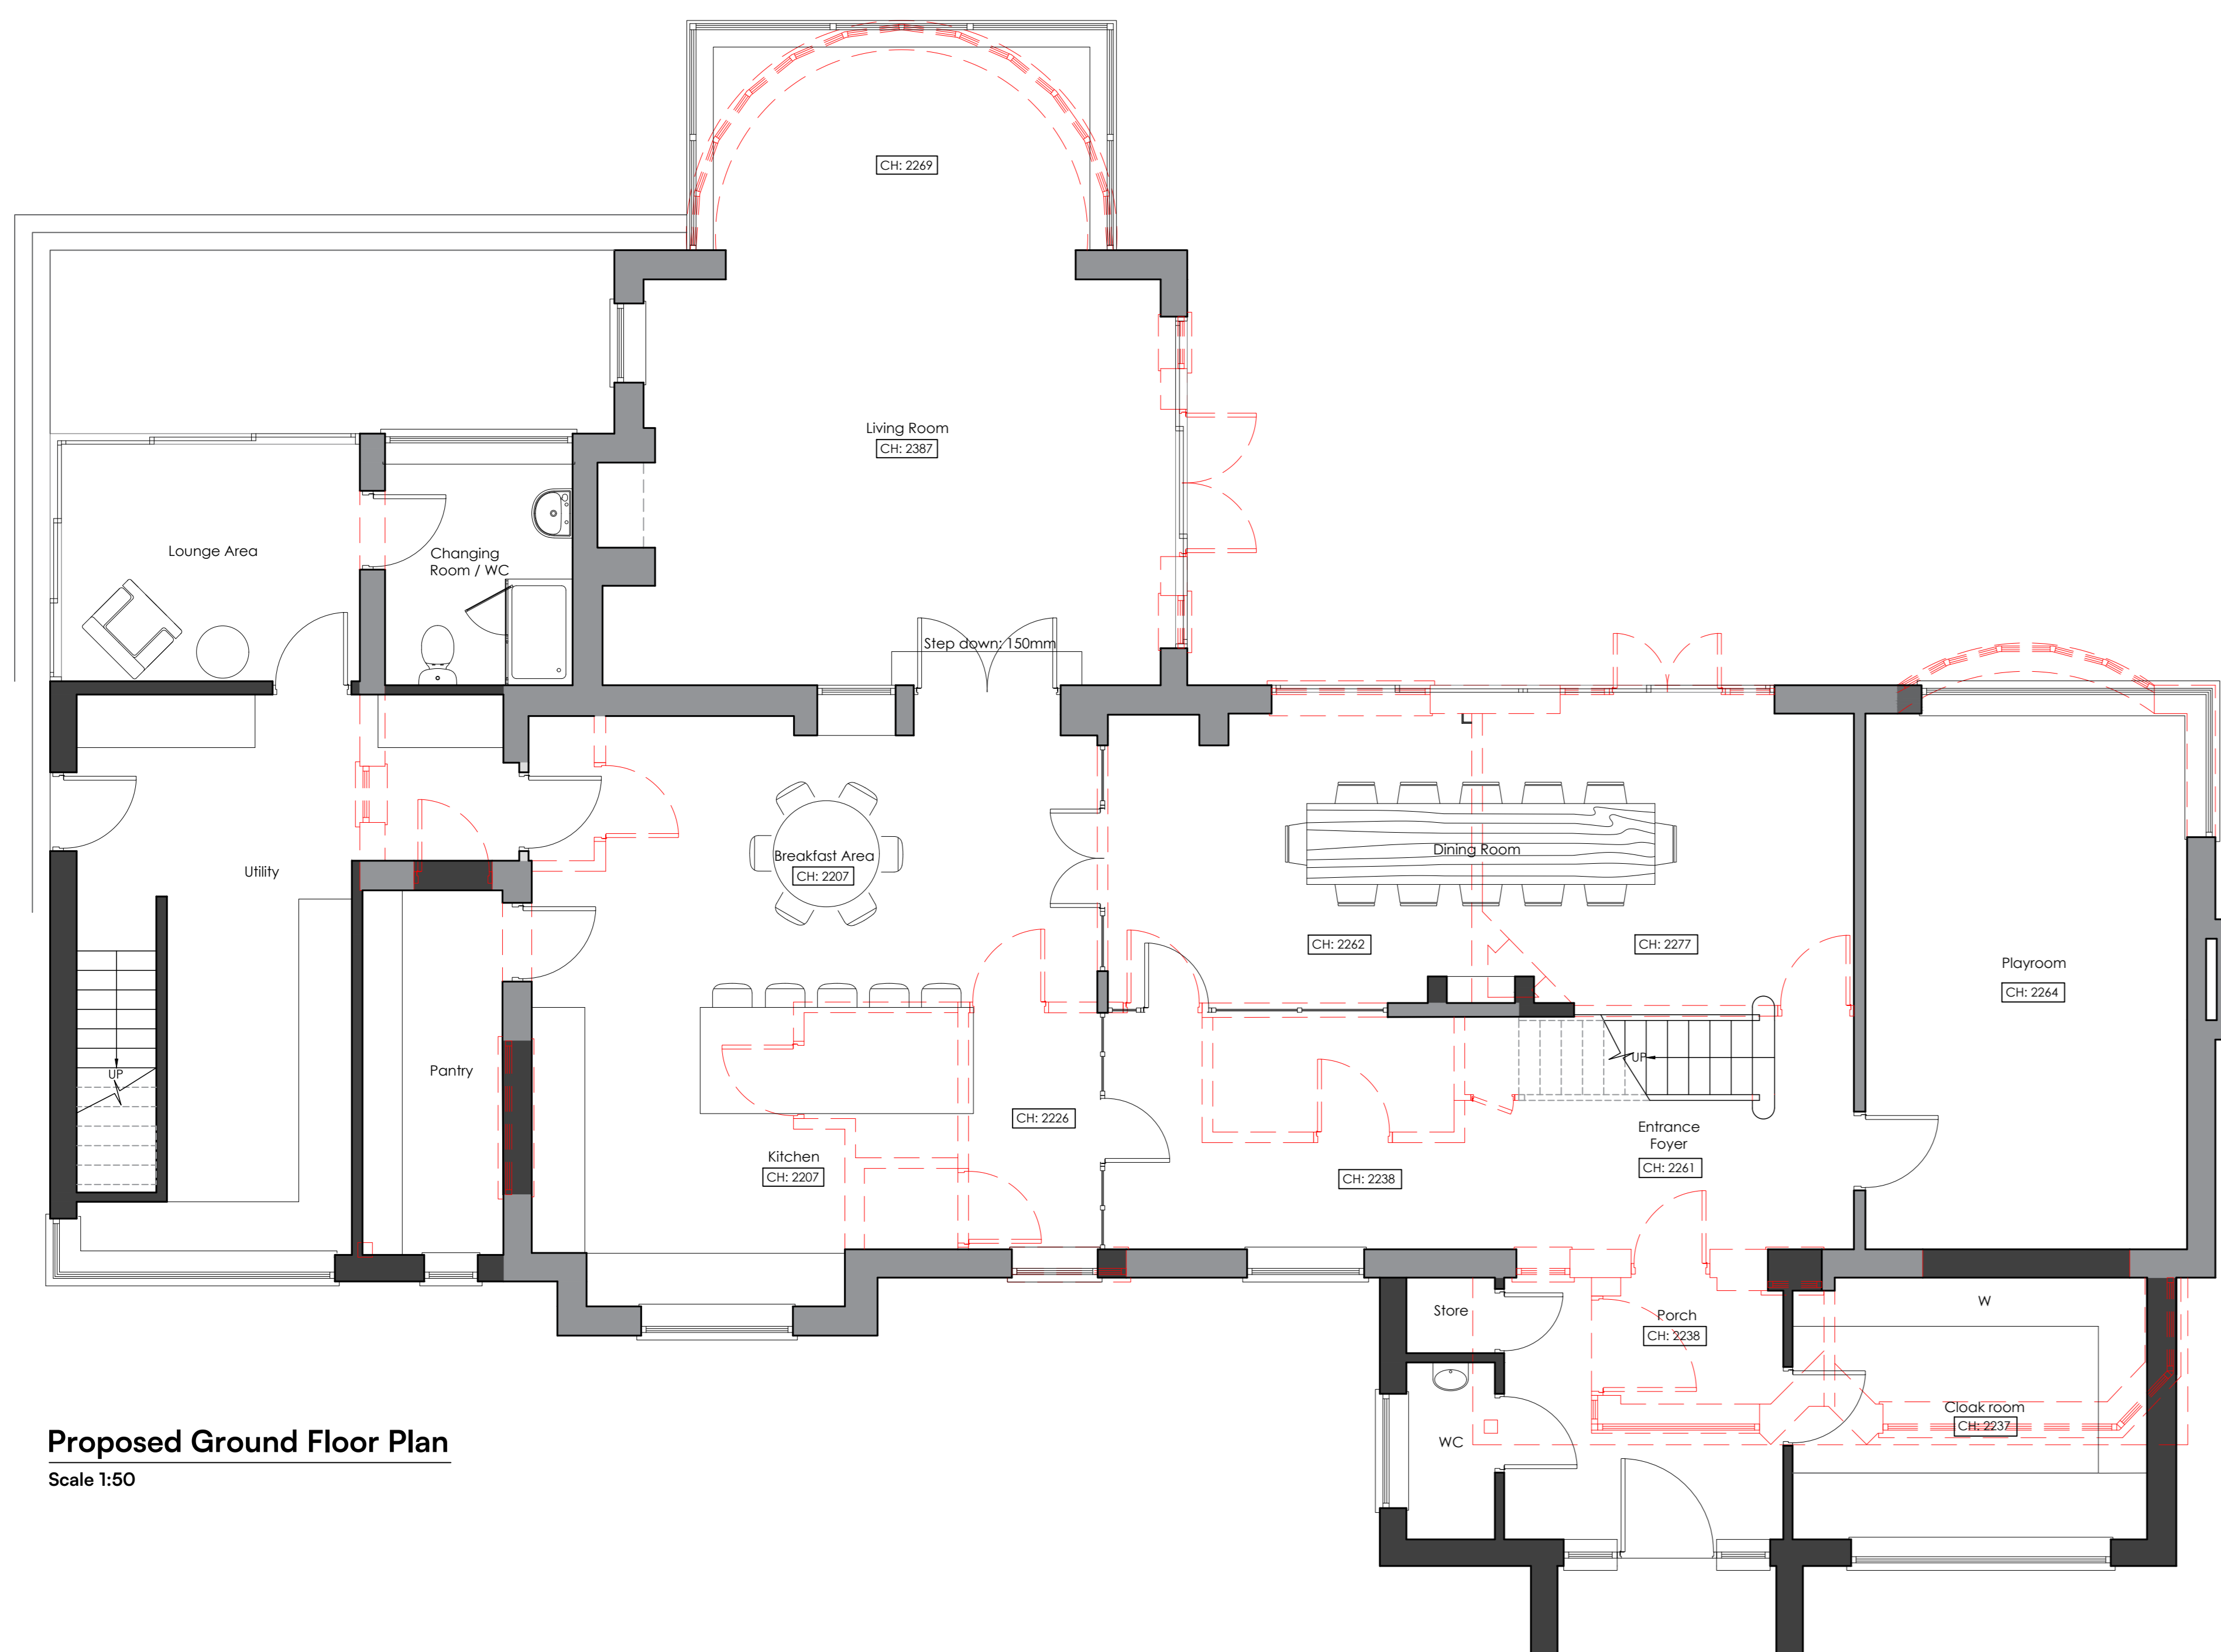 CH: 2269
Living Room
CH: 2387
Lounge Area
Changing
Room / WC
Step down: 150mm
Breakfast Area
CH: 2207
Dining Room
CH: 2262
CH: 2277
Utility
Playroom
CH: 2264
UP
Pantry
UP
CH: 2226
Entrance
Foyer
CH: 2261
Kitchen
CH: 2207
CH: 2238
Store
Porch
CH: 2238
W
Cloak room
CH: 2237
WC
Proposed Ground Floor Plan
Scale 1:50